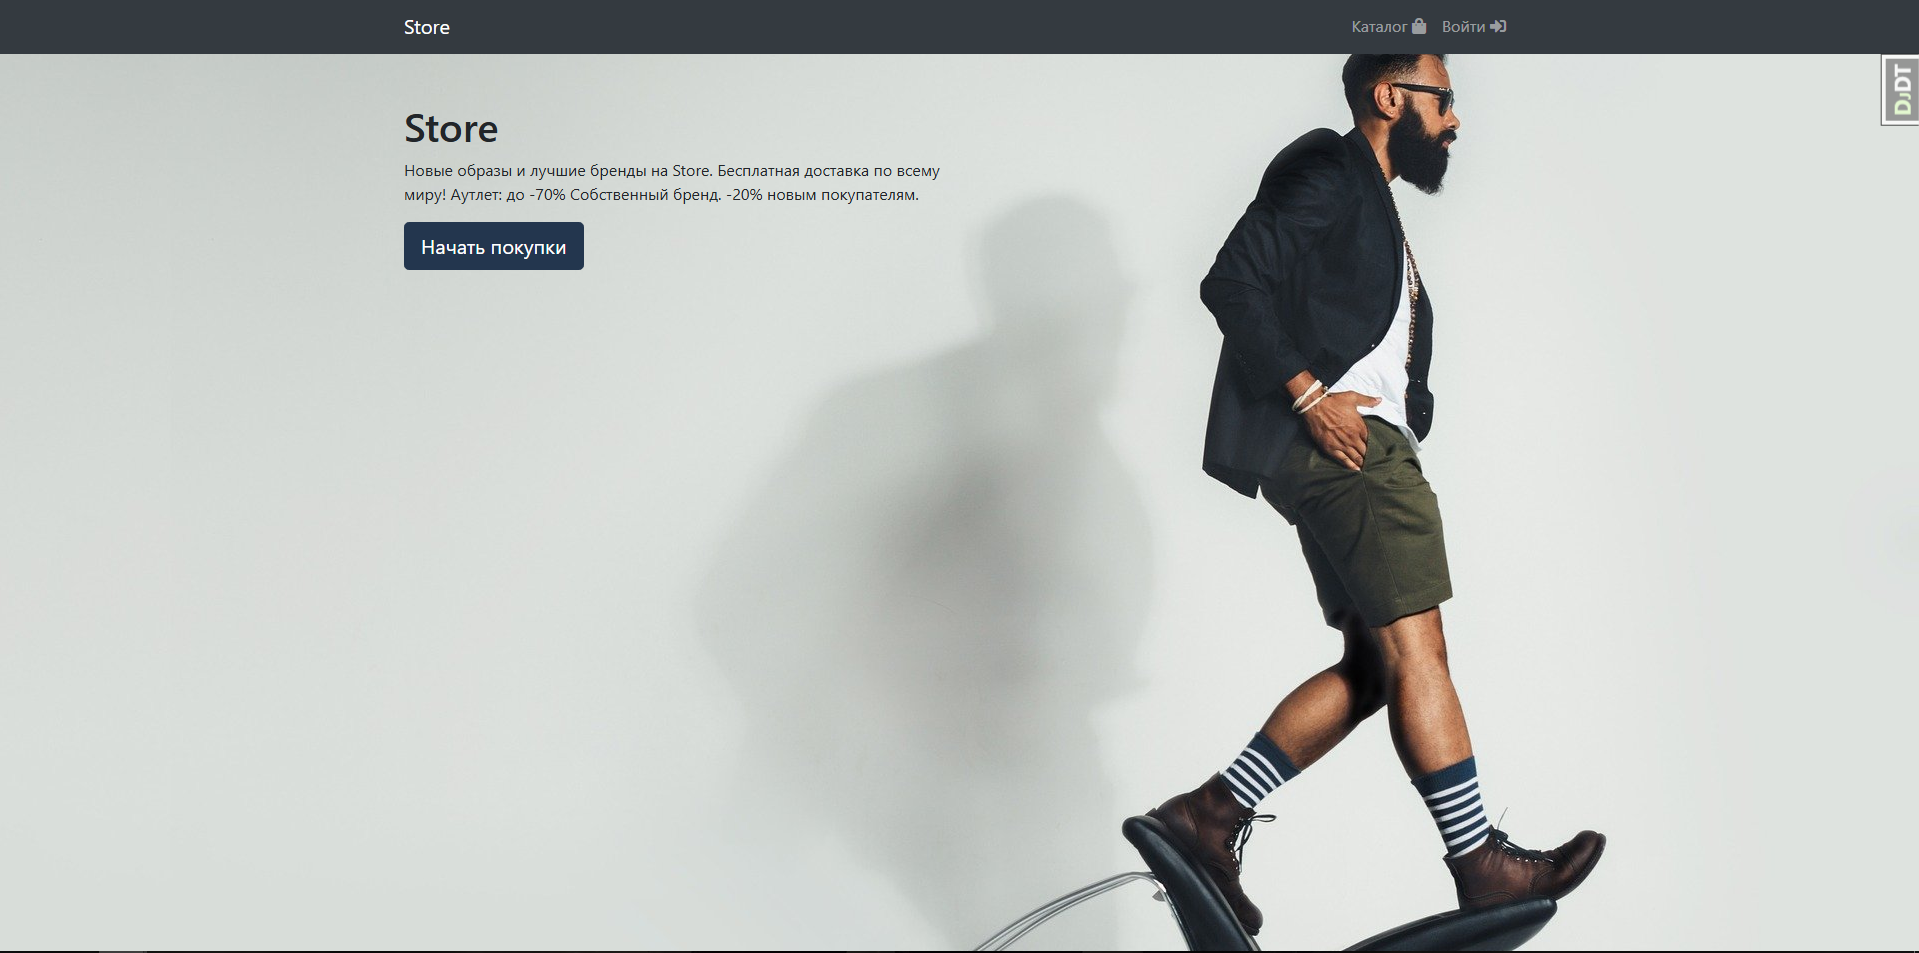 Store
Каталог
Войти
DJDT
Store
Новые образы и лучшие бренды на Store. Бесплатная доставка по всему
миру! Аутлет: до -70% Собственный бренд. -20% новым покупателям.
Начать покупки